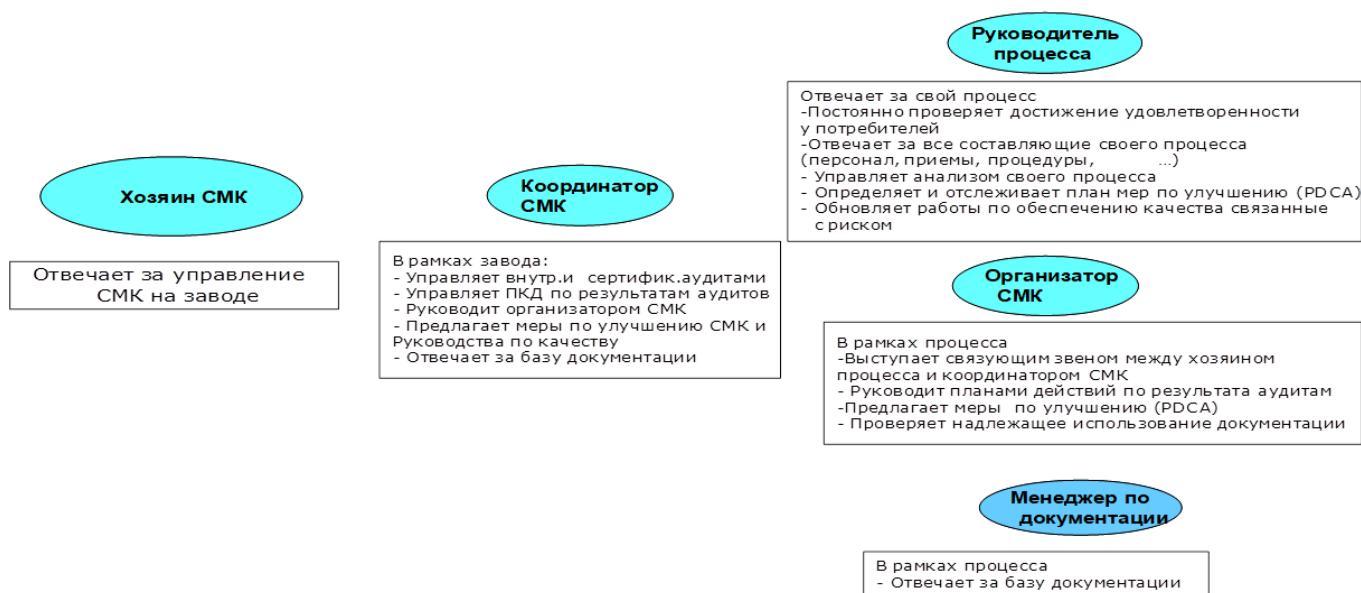 Хозяин СМК
Отвечает за управление
СМК на заводе
Координатор
СМК
В рамках завода:
- Управляет внутр.и сертифик.аудитами
- Управляет ПКД по результатам аудитов
- Руководит организатором СМК
- Предлагает меры по улучшению СМК и
Руководства по качеству
- Отвечает за базу документации
Руководитель
процесса
Отвечает за свой процесс
-Постоянно проверяет достижение удовлетворенности
у потребителей
-Отвечает за все составляющие своего процесса
(персонал, приемы, процедуры, ...)
- Управляет анализом своего процесса
- Определяет и отслеживает план мер по улучшению (PDCA)
- Обновляет работы по обеспечению качества связанные
с риском
Организатор
СМК
В рамках процесса
-Выступает связующим звеном между хозяином
процесса и координатором СМК
- Руководит планами действий по результата аудитам
-Предлагает меры по улучшению (PDCA)
- Проверяет надлежащее использование документации
Менеджер по
документации
В рамках процесса
- Отвечает за базу документации